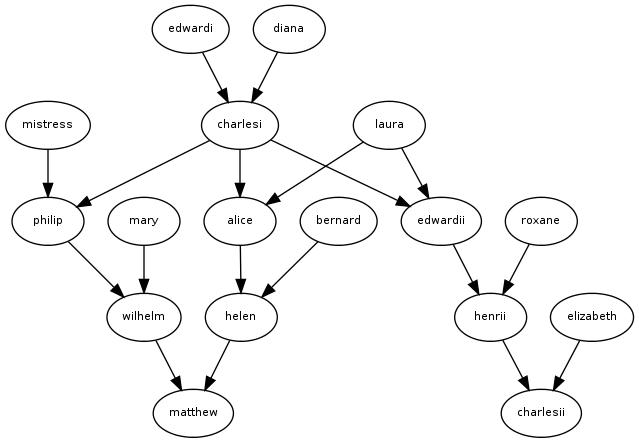 edwardi
diana
mistress
charlesi
laura
philip
mary
alice
bernard
edwardii
roxane
wilhelm
helen
henrii
elizabeth
matthew
charlesii